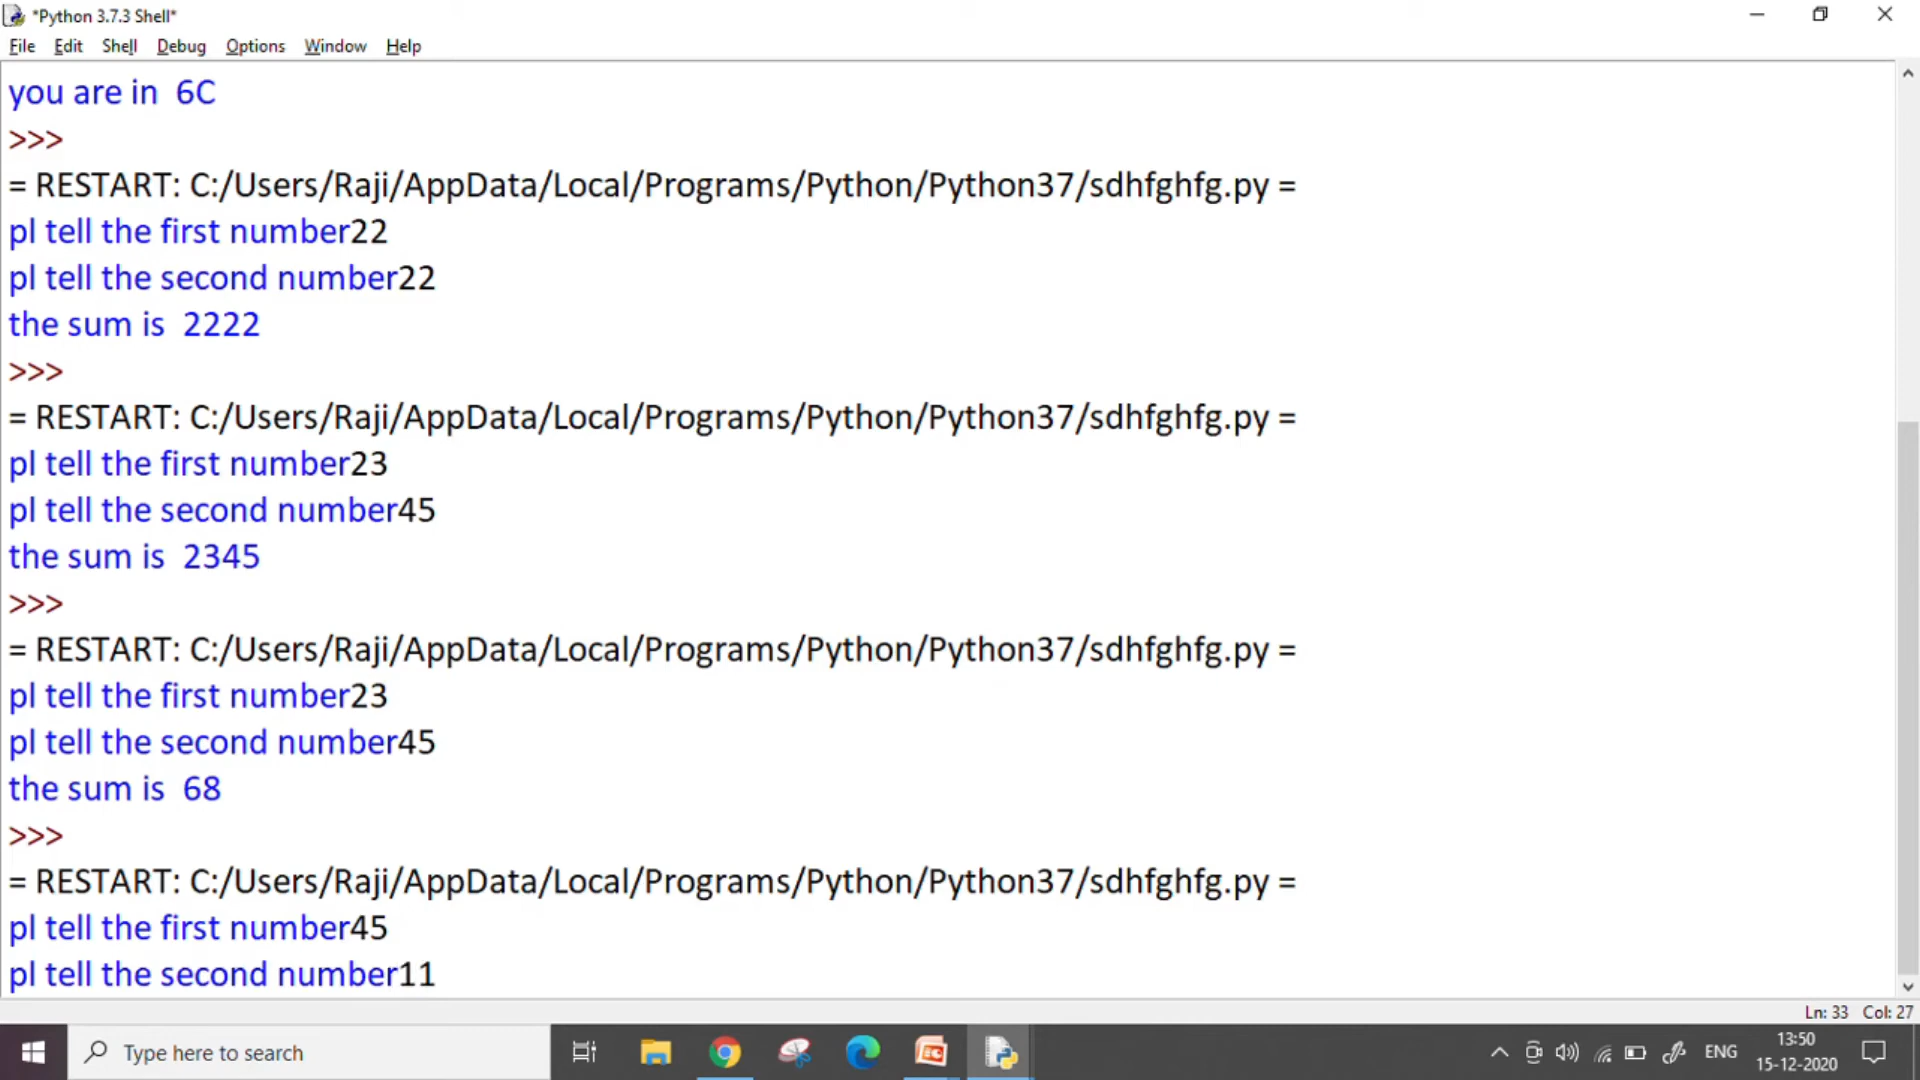 *Python 3.7.3 Shell*
File Edit Shell Debug Options Window Help
you are in  6C
>>>
= RESTART: C:/Users/Raji/AppData/Local/Programs/Python/Python37/sdhfghfg.py =
pl tell the first number22
pl tell the second number22
the sum is  2222
>>>
= RESTART: C:/Users/Raji/AppData/Local/Programs/Python/Python37/sdhfghfg.py =
pl tell the first number23
pl tell the second number45
the sum is  2345
>>>
= RESTART: C:/Users/Raji/AppData/Local/Programs/Python/Python37/sdhfghfg.py =
pl tell the first number23
pl tell the second number45
the sum is  68
>>>
= RESTART: C:/Users/Raji/AppData/Local/Programs/Python/Python37/sdhfghfg.py =
pl tell the first number45
pl tell the second number11
Ln: 33 Col: 27
Type here to search
ENG
13:50
15-12-2020